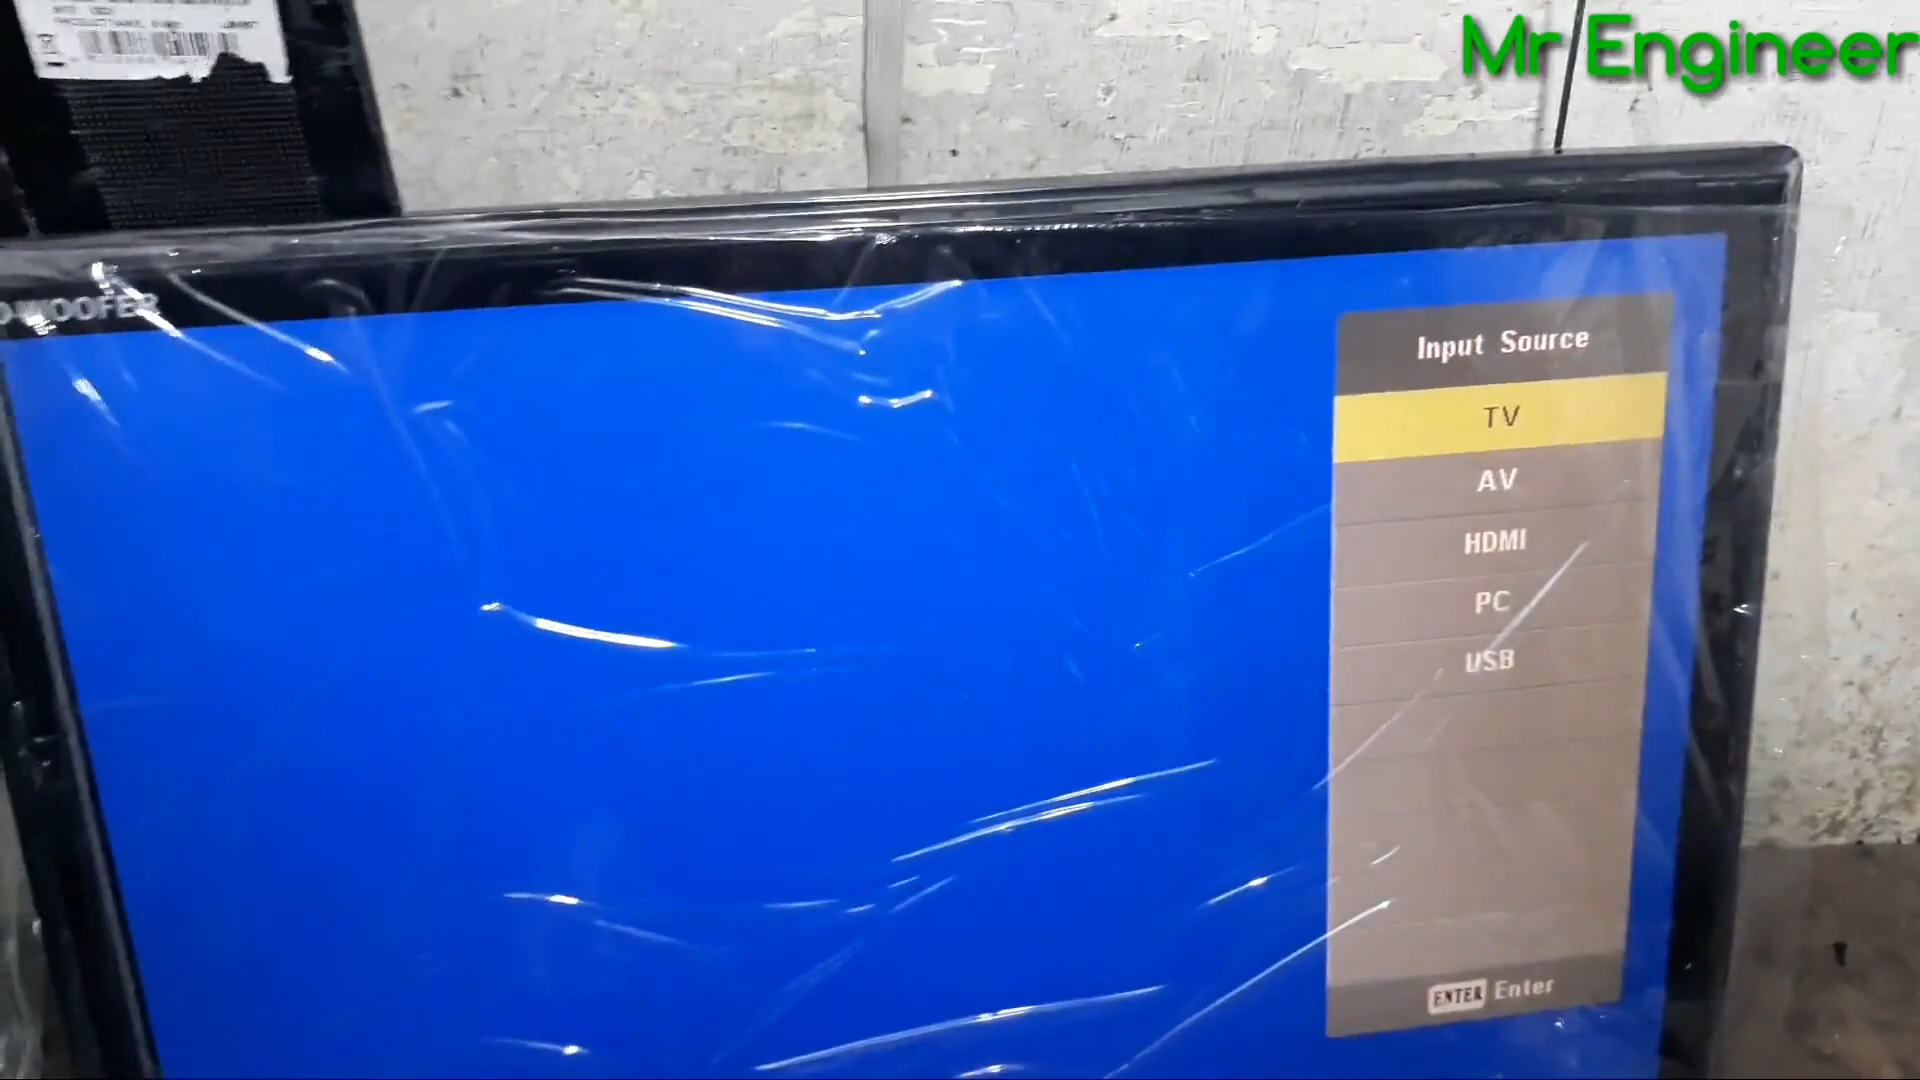 Mr Engineer
WOOFER
Input Source
TV
AV
HDMI
PC
USB
ENTER Enter